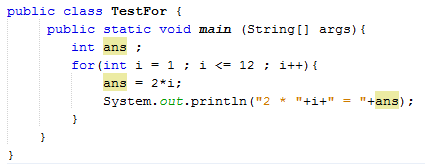 public class TestFor {
public static void main (String[] args){
int ans ;
for(int i = 1 ; i <= 12 ; i++){
ans = 2*i;
System.out.println("2 * "+i+" = "+ans);
}
}
}